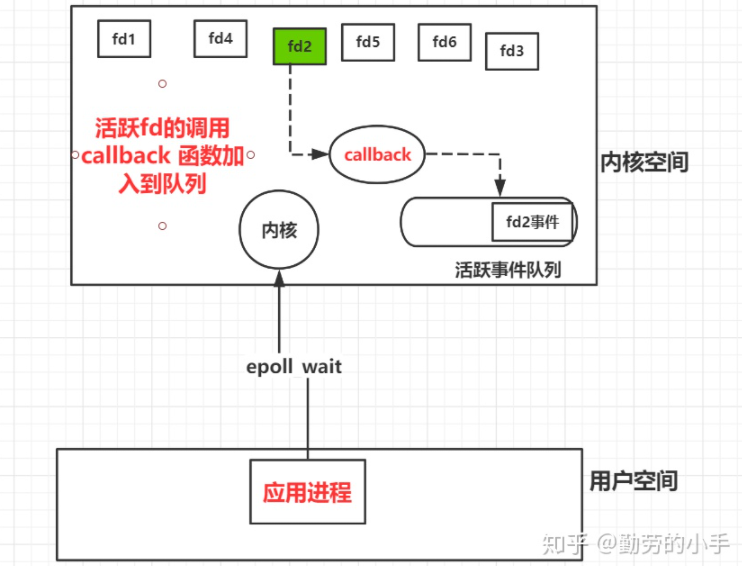 fd1
fd4
fd2
fd5
fd6
fd3
活跃fd的调用
callback 函数加
入到队列
callback
内核空间
内核
fd2事件
活跃事件队列
epoll wait
应用进程
用户空间
知乎 @勤劳的小手